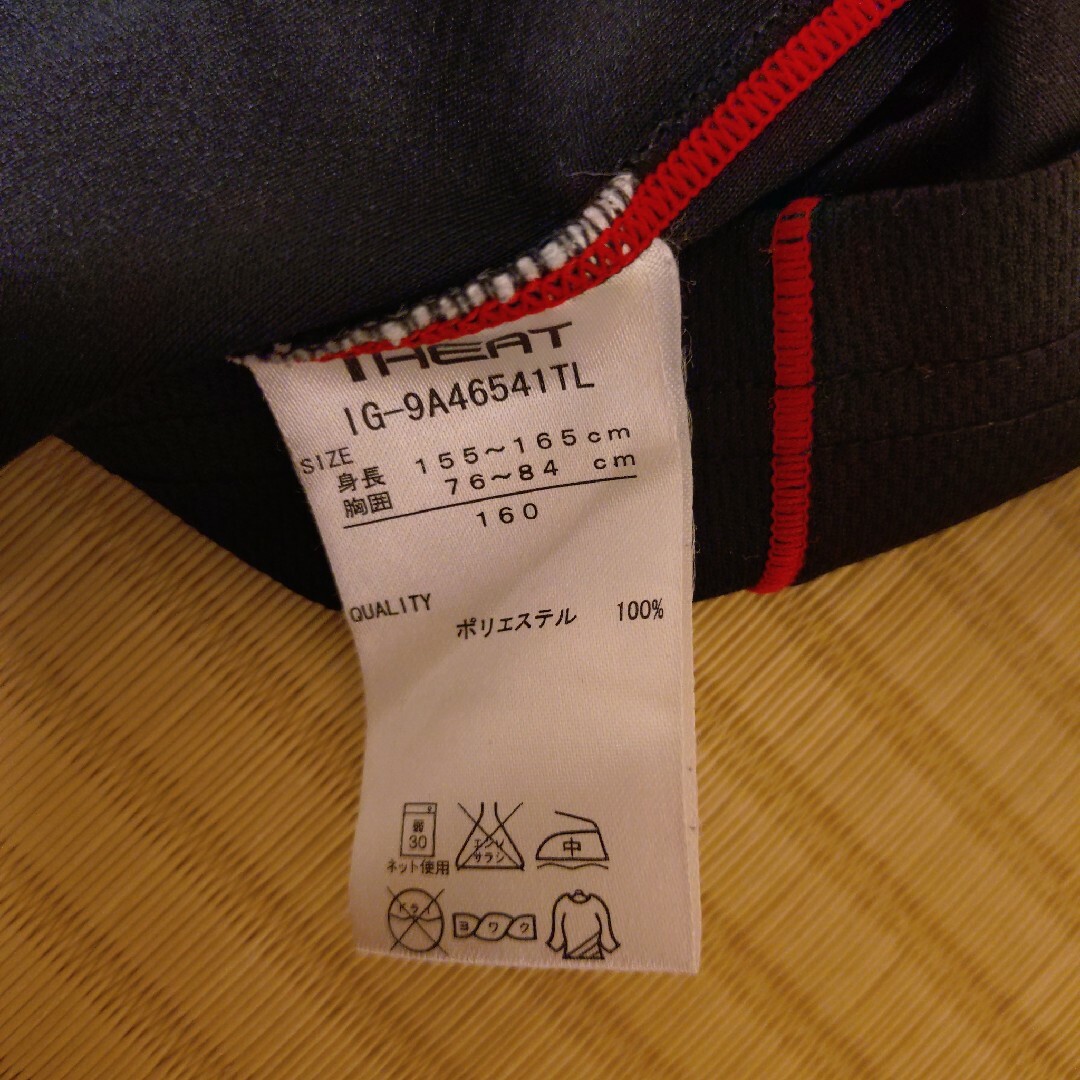 IG-9A46541TL
SIZE
身長 155～165cm
胸囲 76～84 cm
160
QUALITY
ポリエステル 100%
弱
30
ネット使用
エンソ
サラシ
中
ドライ
ヨワク